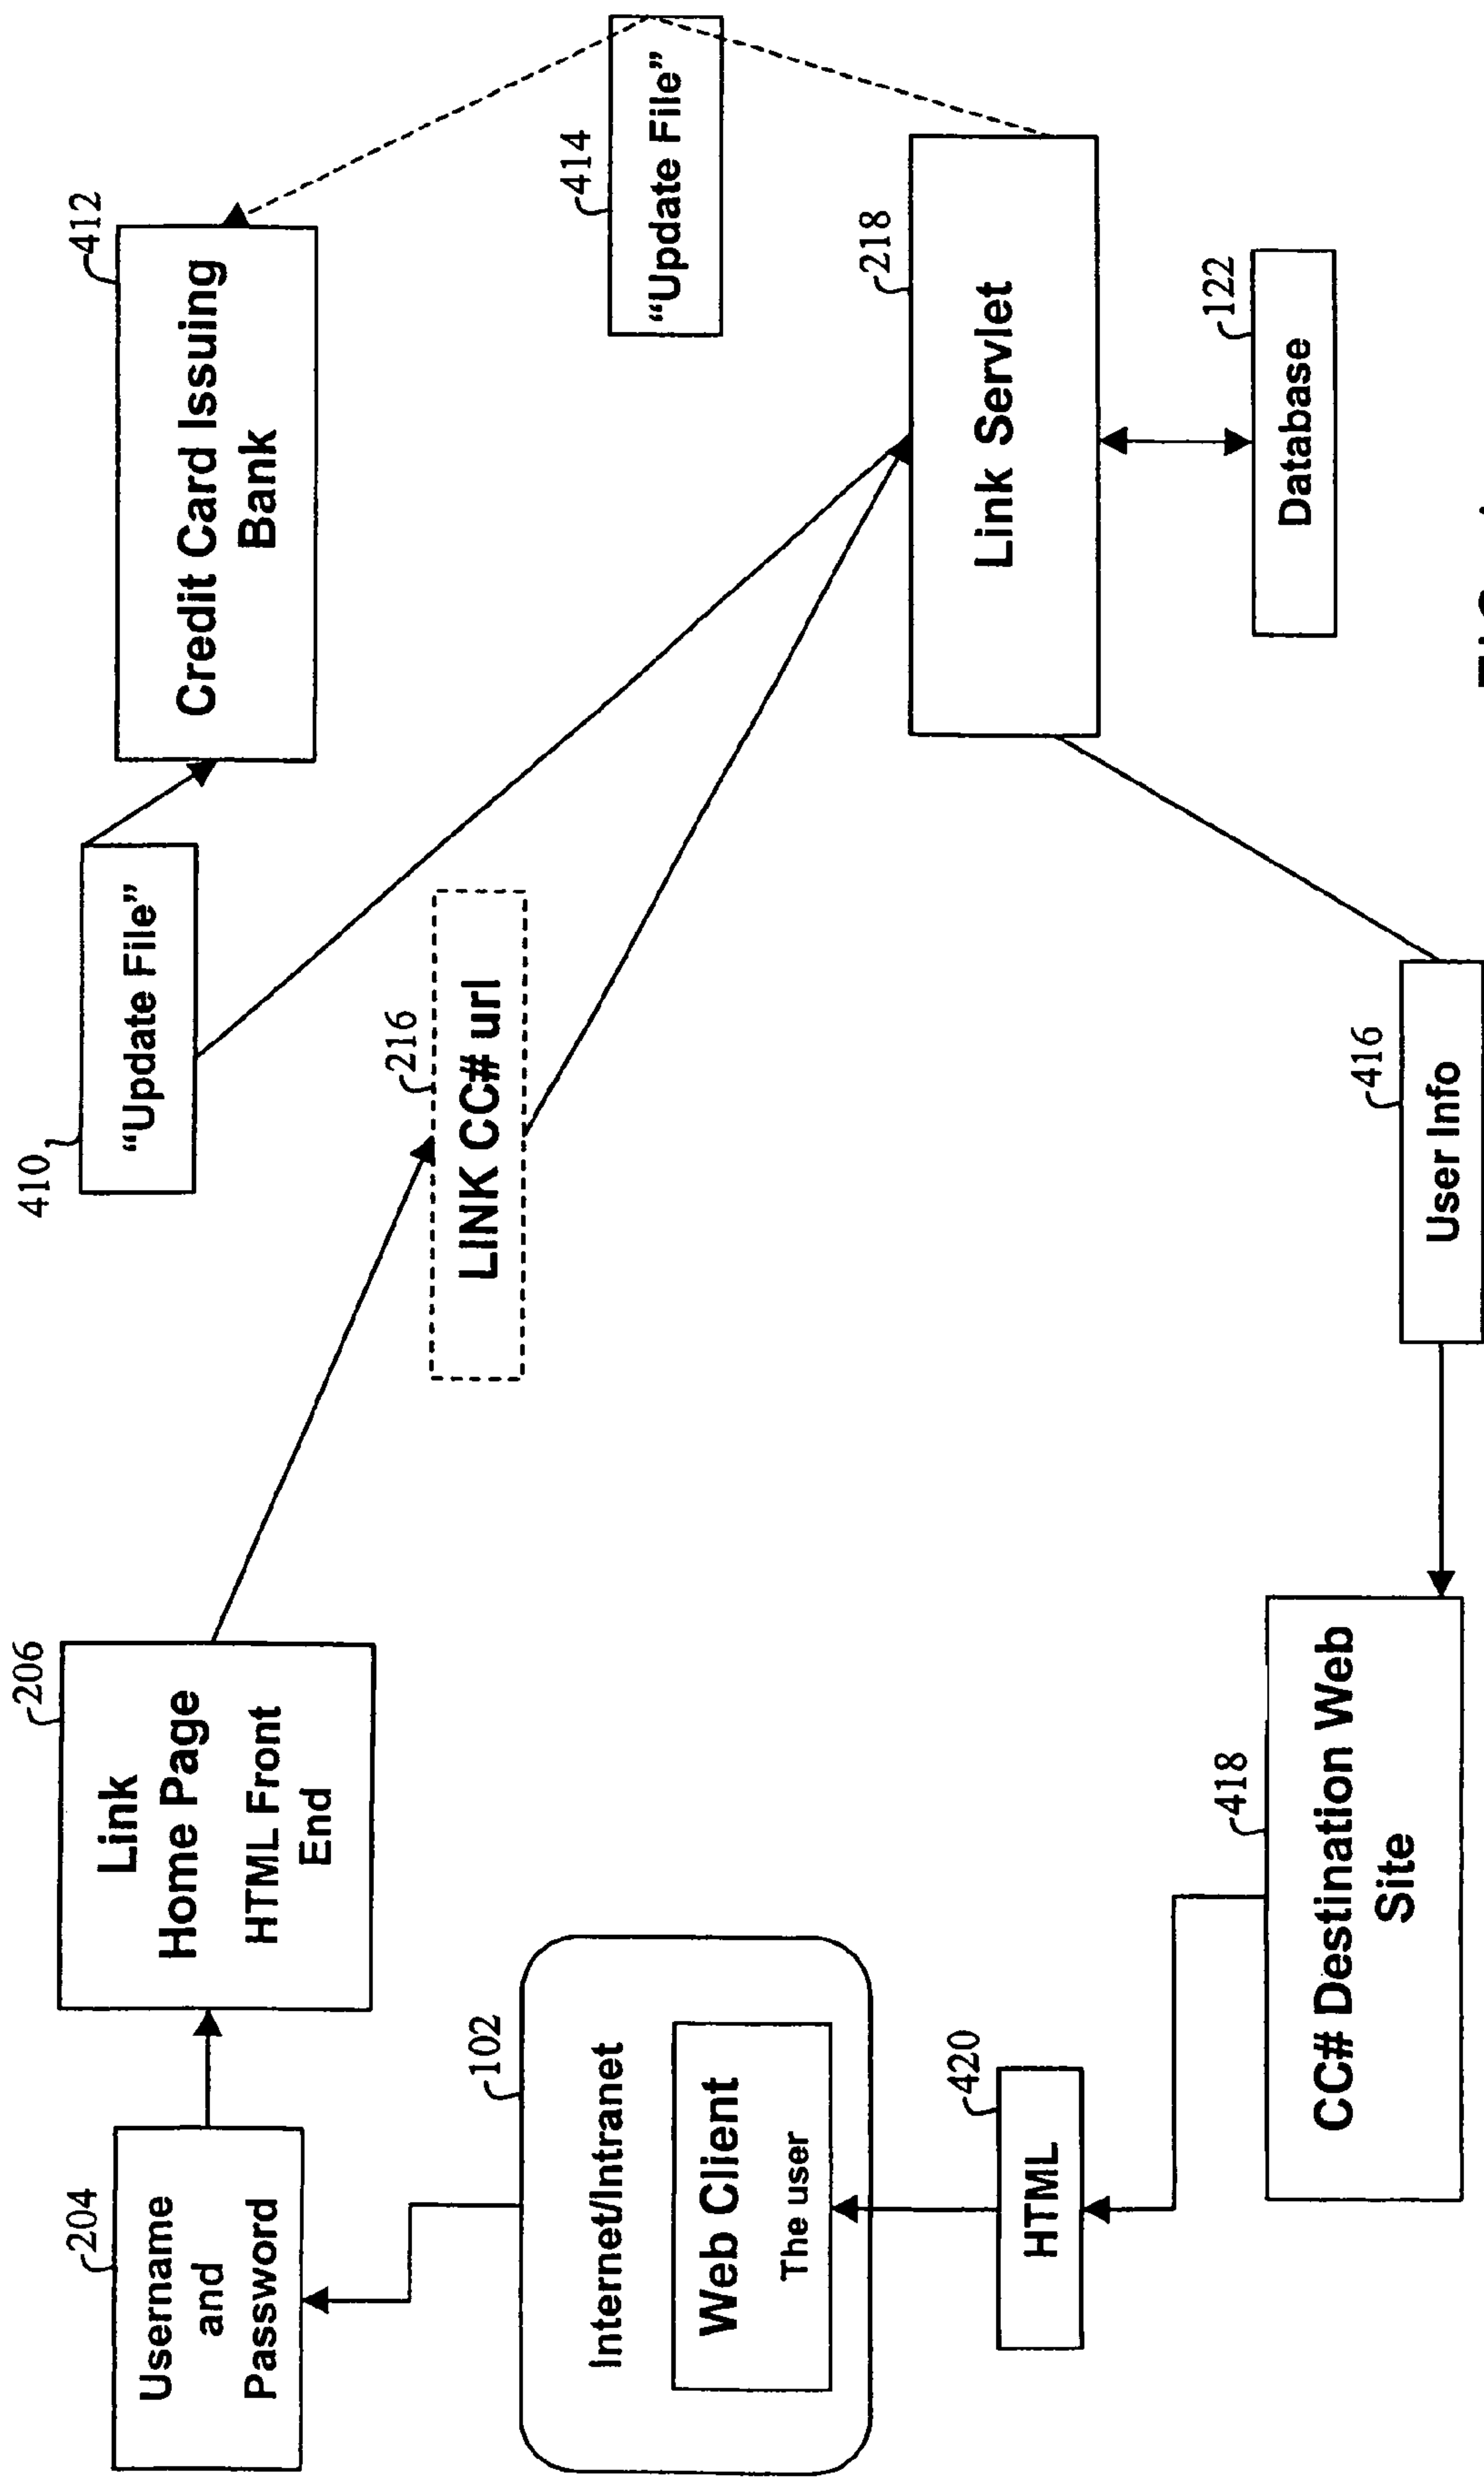 204
Username
and
Password
206
Link
Home Page
HTML Front
End
410
“Update File”
412
Credit Card Issuing
Bank
216
LINK CC# url
414
“Update File”
102
Internet/Intranet
Web Client
The user
218
Link Servlet
420
HTML
122
Database
418
CC# Destination Web
Site
416
User Info